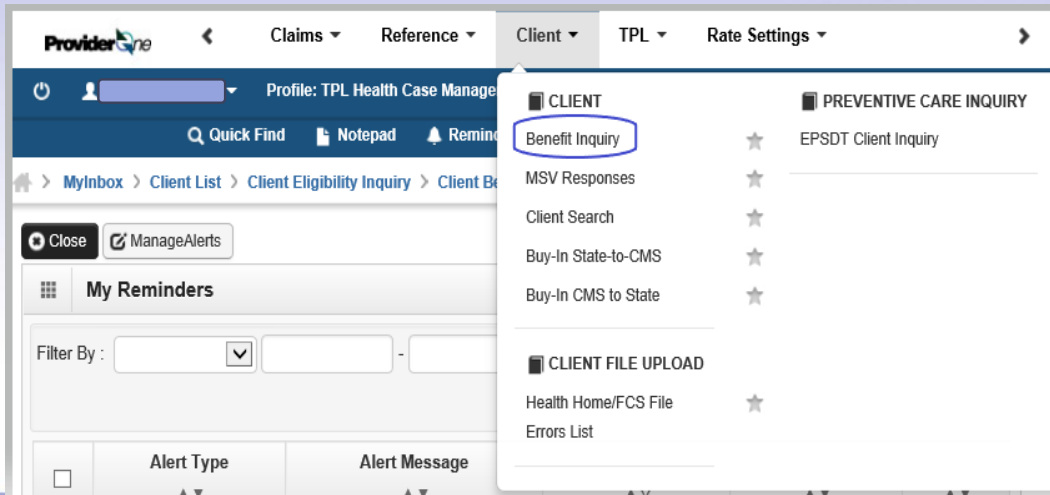 ProviderOne
Claims Reference Client TPL Rate Settings
Profile: TPL Health Case Manage
Quick Find Notepad Remin
MyInbox > Client List > Client Eligibility Inquiry > Client Be
Close ManageAlerts
My Reminders
Filter By :
-
Alert Type Alert Message
CLIENT
Benefit Inquiry
MSV Responses
Client Search
Buy-In State-to-CMS
Buy-In CMS to State
CLIENT FILE UPLOAD
Health Home/FCS File
Errors List
PREVENTIVE CARE INQUIRY
EPSDT Client Inquiry